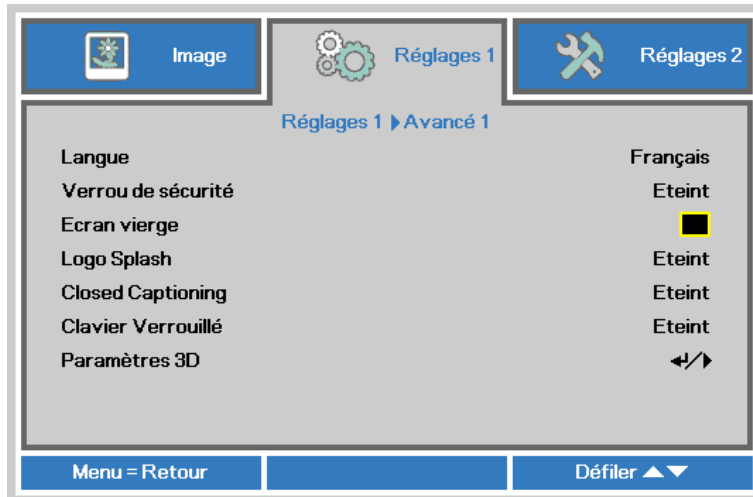 Image
Réglages 1
Réglages 2
Réglages 1 ▶ Avancé 1
Langue Français
Verrou de sécurité Eteint
Ecran vierge
Logo Splash Eteint
Closed Captioning Eteint
Clavier Verrouillé Eteint
Paramètres 3D ↵/▶
Menu = Retour
Défiler ▲▼